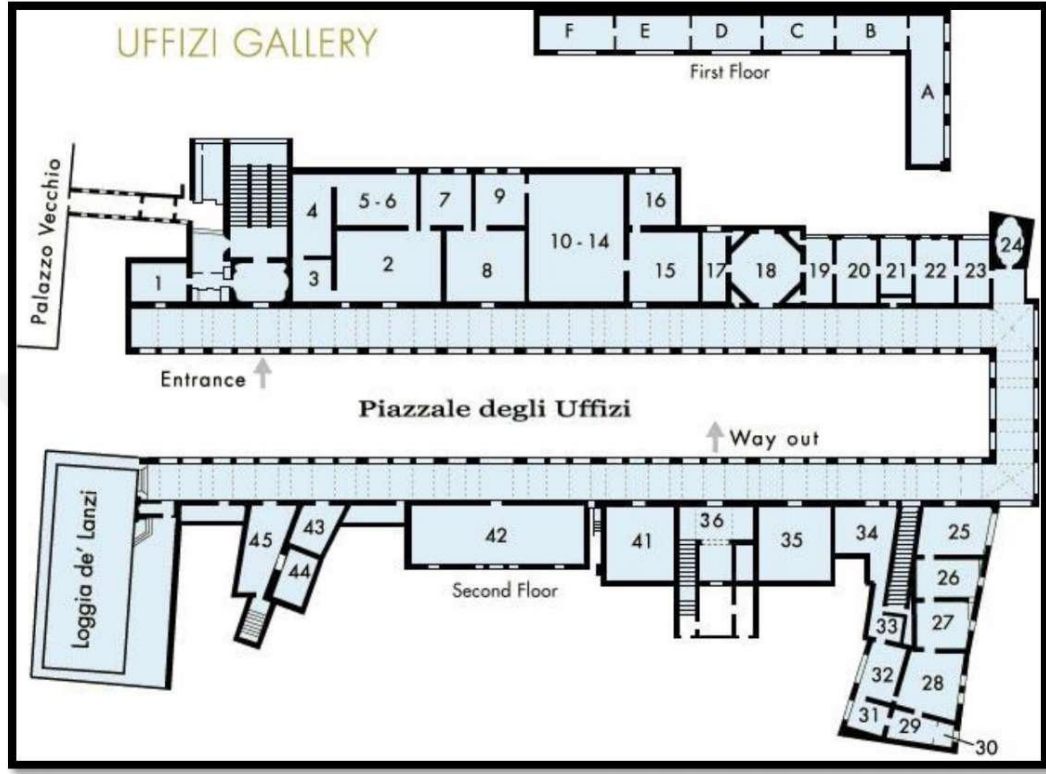 UFFIZI GALLERY
F E D C B
First Floor
A
Palazzo Vecchio
4 5 - 6 7 9 16
10 - 14
24
1 3 2 8 15 17 18 19 20 21 22 23
Entrance
Piazzale degli Uffizi
Way out
Loggia de' Lanzi
45 43 42 41 36 35 34 25
44
Second Floor
26
33 27
32 28
31 29
30